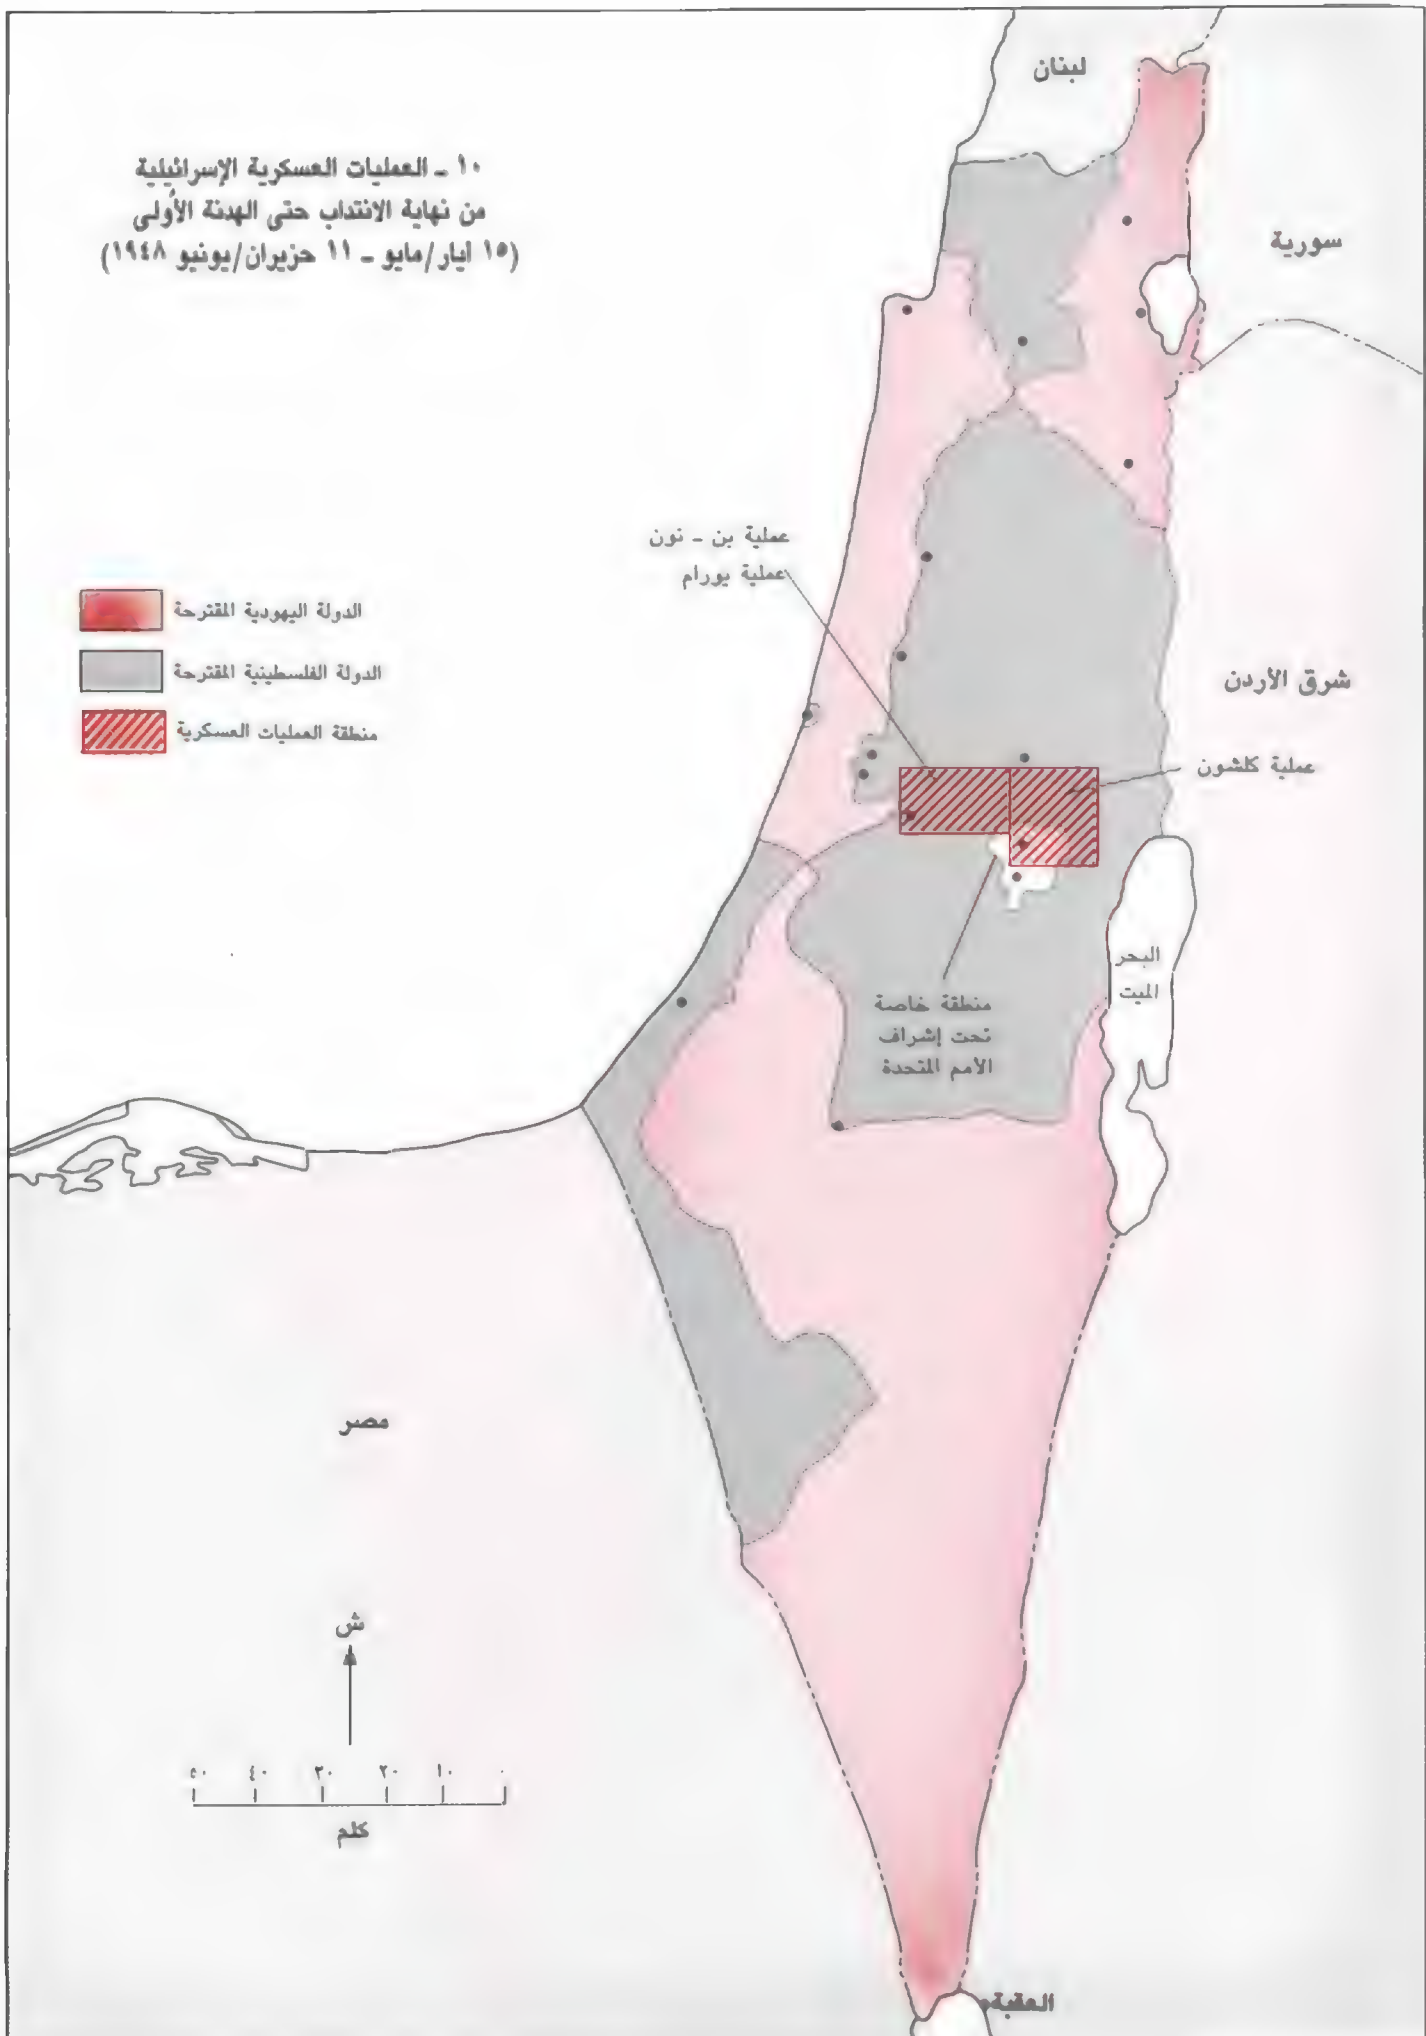 ١٠ ـ العمليات العسكرية الإسرائيلية
من نهاية الانتداب حتى الهدنة الأولى
(١٥ أيار/مايو ـ ١١ حزيران/يونيو ١٩٤٨)
لبنان
سورية
عملية بن ـ نون
عملية يورام
الدولة اليهودية المقترحة
الدولة الفلسطينية المقترحة
منطقة العمليات العسكرية
شرق الأردن
عملية كلشون
البحر
الميت
منطقة خاصة
تحت إشراف
الأمم المتحدة
مصر
ش
٥٠ ٤٠ ٣٠ ٢٠ ١٠ ٠
كلم
العقبة